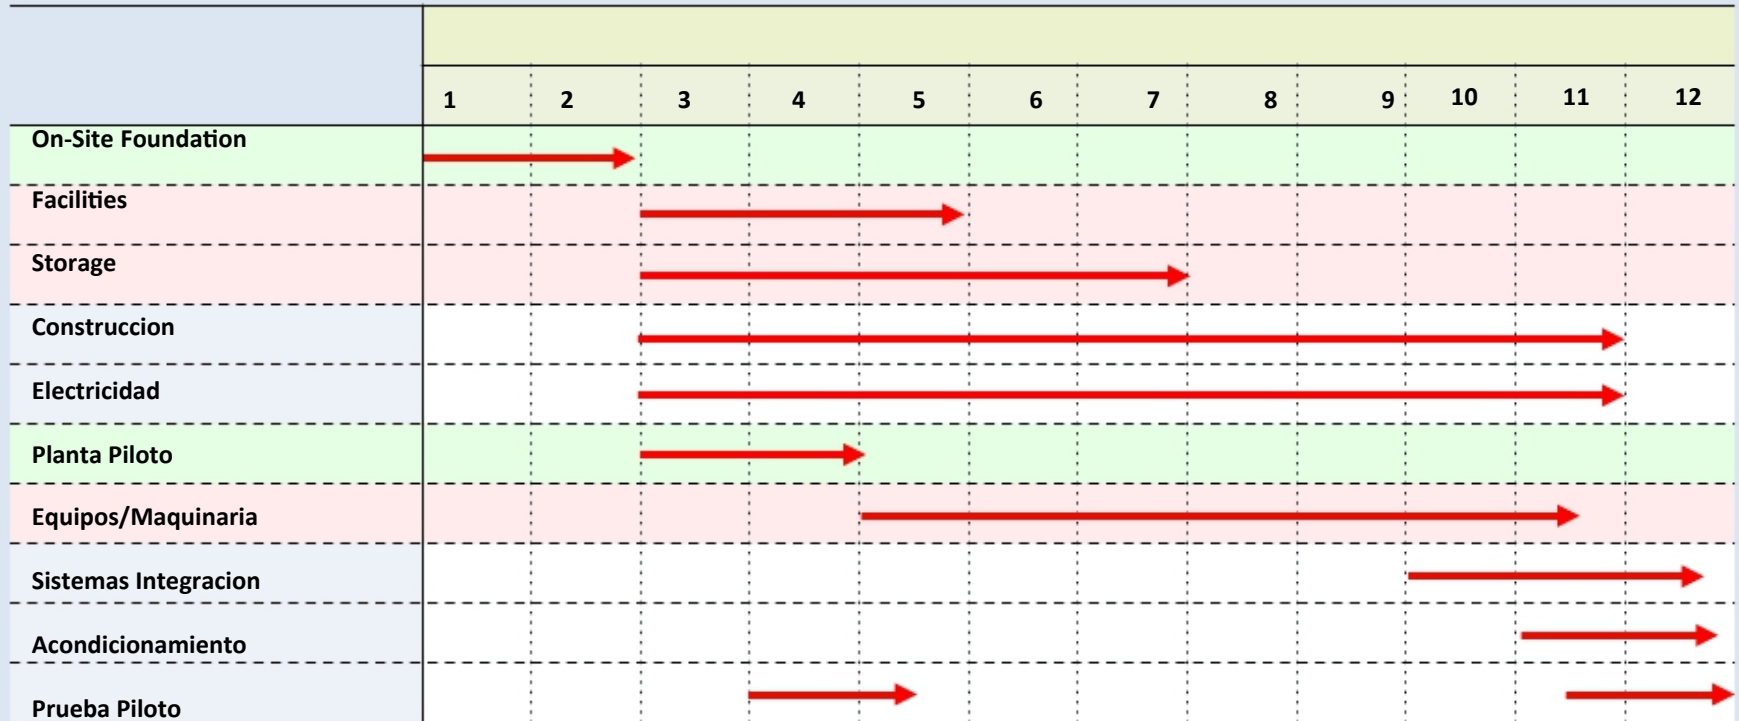 1 2 3 4 5 6 7 8 9 10 11 12
On-Site Foundation
Facilities
Storage
Construccion
Electricidad
Planta Piloto
Equipos/Maquinaria
Sistemas Integracion
Acondicionamiento
Prueba Piloto